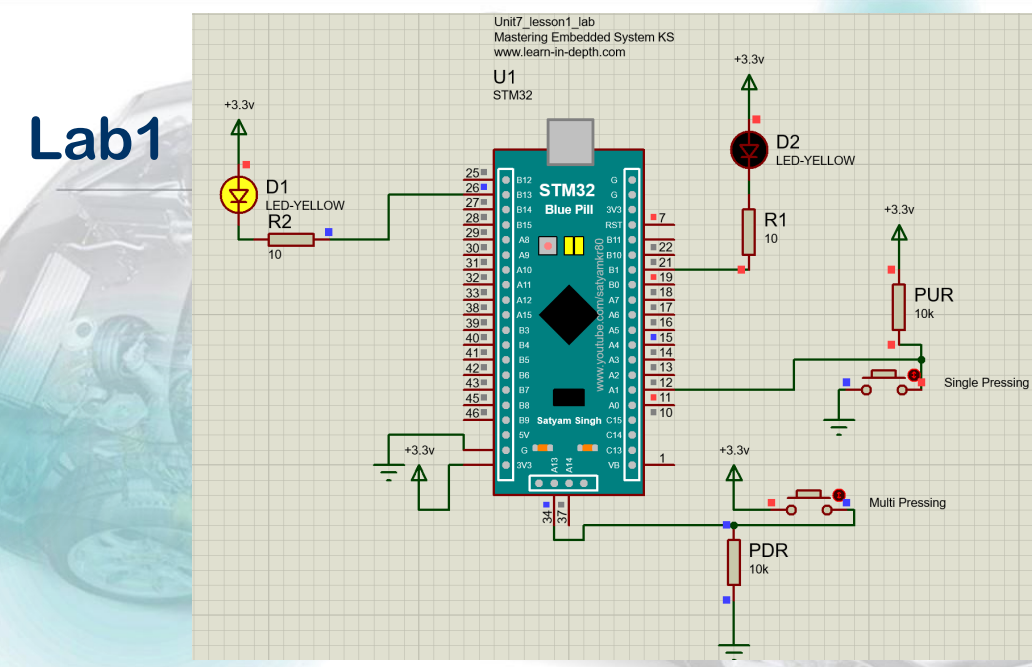 Lab1
Unit7_lesson1_lab
Mastering Embedded System KS
www.learn-in-depth.com
U1
STM32
+3.3v
D1
LED-YELLOW
R2
10
+3.3v
D2
LED-YELLOW
R1
10
+3.3v
PUR
10k
Single Pressing
+3.3v
Multi Pressing
PDR
10k
+3.3v
STM32
Blue Pill
www.youtube.com/satyamkr80
Satyam Singh
25 B12
26 B13
27 B14
28 B15
29 A8
30 A9
31 A10
32 A11
33 A12
38 A15
39 B3
40 B4
41 B5
42 B6
43 B7
45 B8
46 B9
5V
G
3V3
G
G
3V3
RST 7
B11
B10 22
B1 21
B0 19
A7 18
A6 17
A5 16
A4 15
A3 14
A2 13
A1 12
A0 11
C15 10
C14
C13
VB 1
A13
A14
34
37